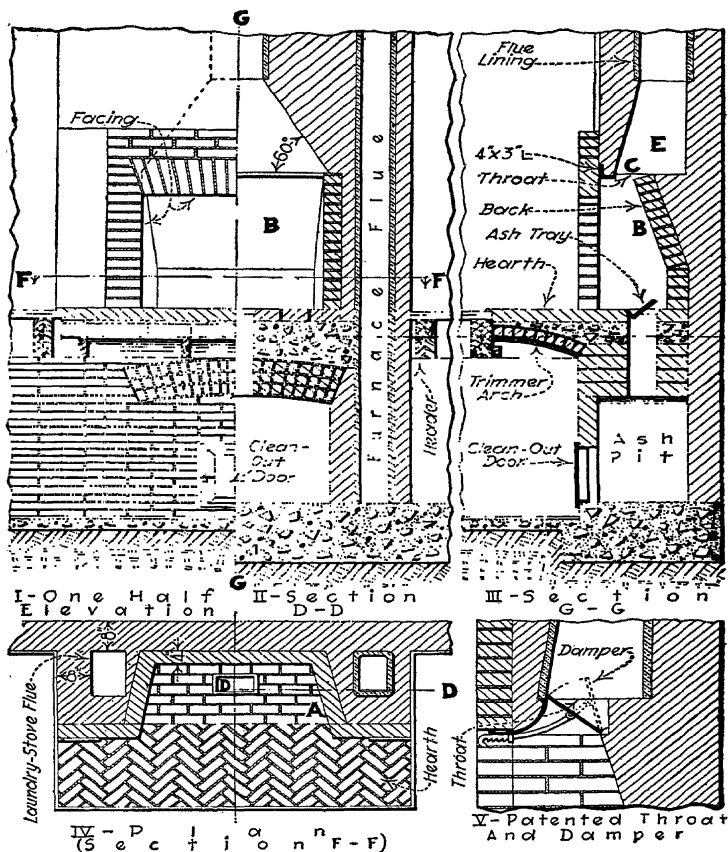 G
Facing
60°
B
Furnace Flue
F
F
Clean-
Out
Door
Header
G
I-One Half
Elevation
II-Section
D-D
Flue
Lining
E
4"x3"L
C
Throat
Back
B
Ash Tray
Hearth
Trimmer
Arch
Clean-Out
Door
Ash
Pit
III-Section
G-G
8"
8"
4"
D
D
A
Laundry-Stove Flue
Hearth
IV-Plan
(Section F-F)
Damper
Throat
V-Patented Throat
And Damper